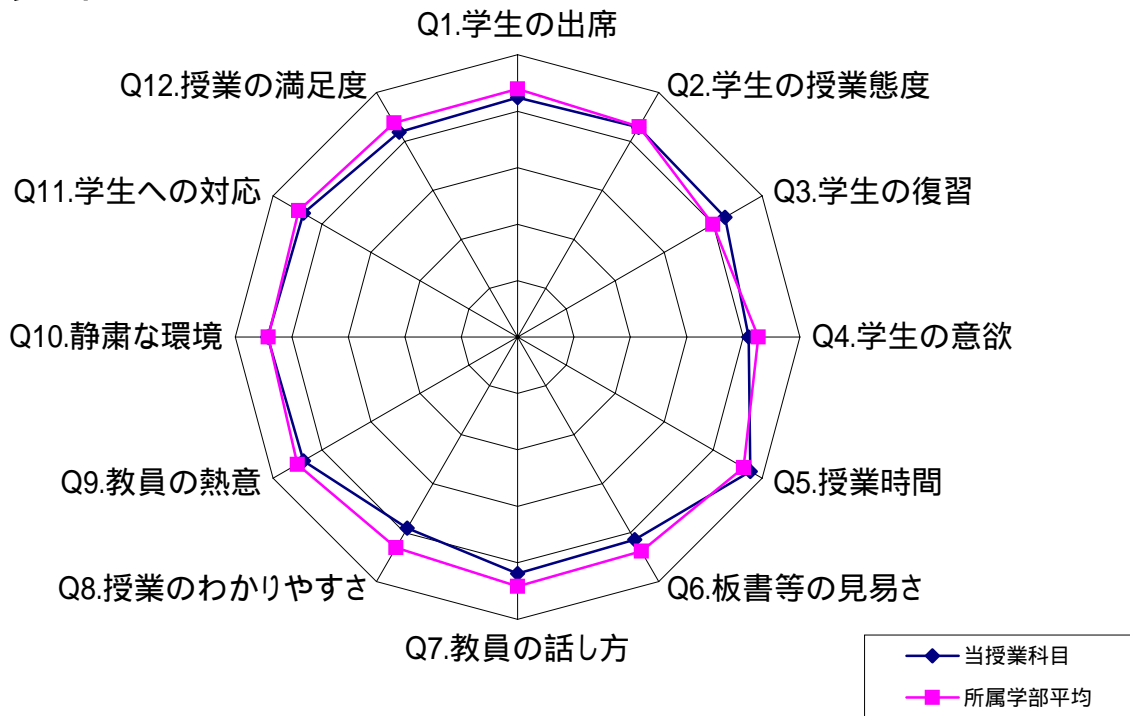 Q1.学生の出席
Q2.学生の授業態度
Q3.学生の復習
Q4.学生の意欲
Q5.授業時間
Q6.板書等の見易さ
Q7.教員の話し方
Q8.授業のわかりやすさ
Q9.教員の熱意
Q10.静粛な環境
Q11.学生への対応
Q12.授業の満足度
当授業科目
所属学部平均